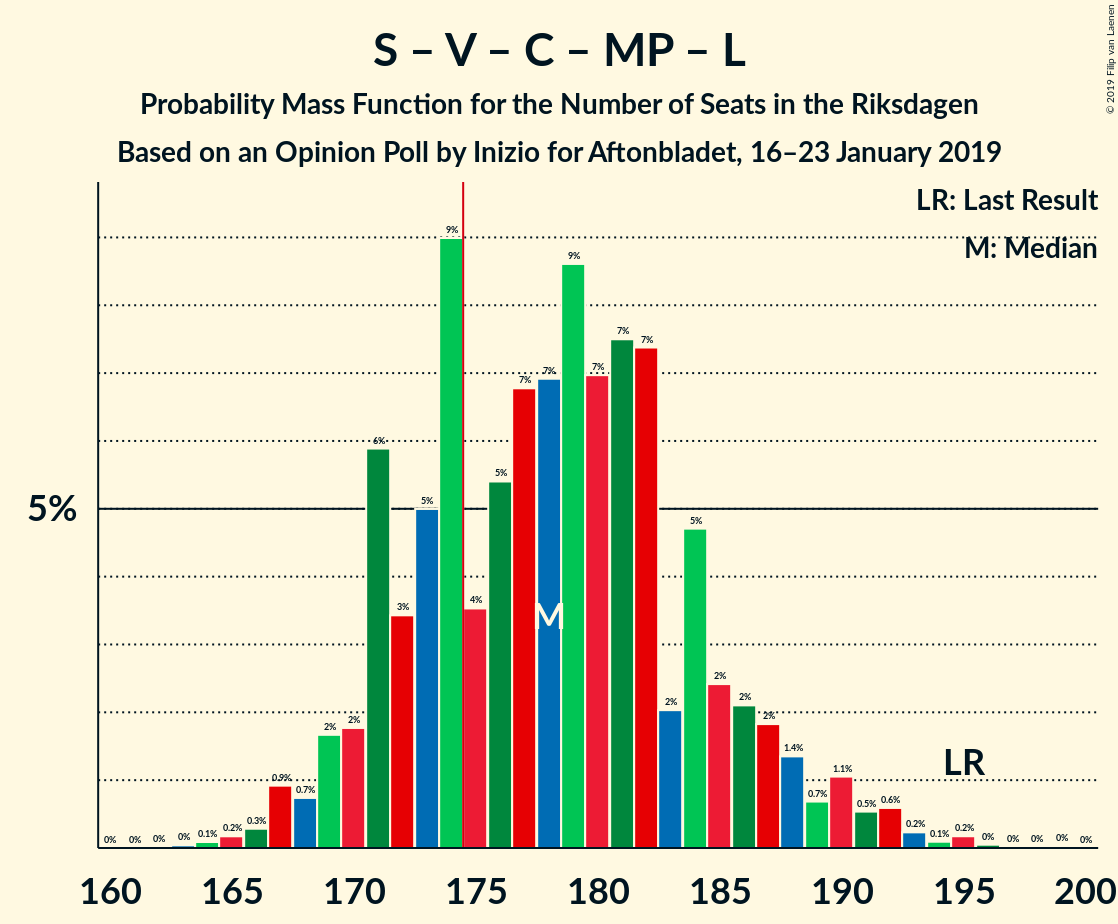 S – V – C – MP – L
Probability Mass Function for the Number of Seats in the Riksdagen
Based on an Opinion Poll by Inizio for Aftonbladet, 16–23 January 2019
© 2019 Filip van Laenen
LR: Last Result
M: Median
5%
0% 0% 0% 0% 0.1% 0.2% 0.3% 0.9% 0.7% 2% 2% 6% 3% 5% 9% 4% 5% 7% 7% 9% 7% 7% 7% 2% 5% 2% 2% 2% 1.4% 0.7% 1.1% 0.5% 0.6% 0.2% 0.1% 0.2% 0% 0% 0% 0% 0%
M
LR
160 165 170 175 180 185 190 195 200